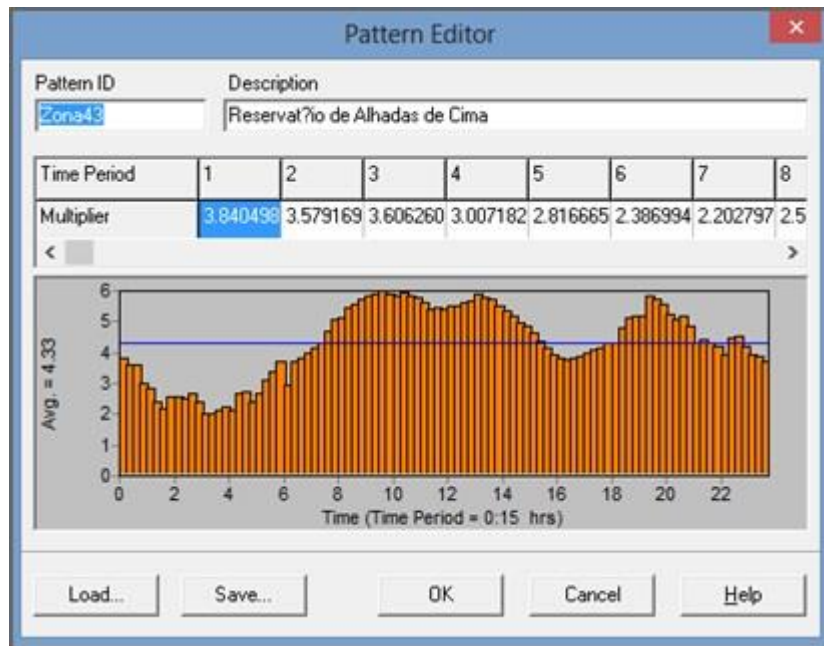 Pattern Editor
Pattern ID Description
Zona43 Reservat?io de Alhadas de Cima
Time Period 1 2 3 4 5 6 7 8
Multiplier 3.840498 3.579169 3.606260 3.007182 2.816665 2.386994 2.202797 2.5
6
5
4
3
2
1
0
Avg. = 4.33
0 2 4 6 8 10 12 14 16 18 20 22
Time (Time Period = 0:15 hrs)
Load... Save... OK Cancel Help